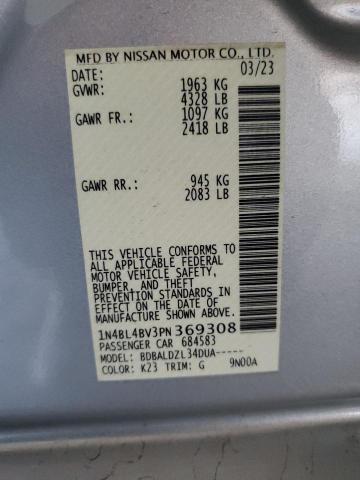 MFD BY NISSAN MOTOR CO., LTD.
DATE: 03/23
GVWR: 1963 KG
4328 LB
GAWR FR.: 1097 KG
2418 LB
GAWR RR.: 945 KG
2083 LB
THIS VEHICLE CONFORMS TO
ALL APPLICABLE FEDERAL
MOTOR VEHICLE SAFETY,
BUMPER, AND THEFT
PREVENTION STANDARDS IN
EFFECT ON THE DATE OF
MANUFACTURE SHOWN ABOVE.
1N4BL4BV3PN369308
PASSENGER CAR 684583
MODEL: BDBALDZL34DUA-----
COLOR: K23 TRIM: G 9N00A